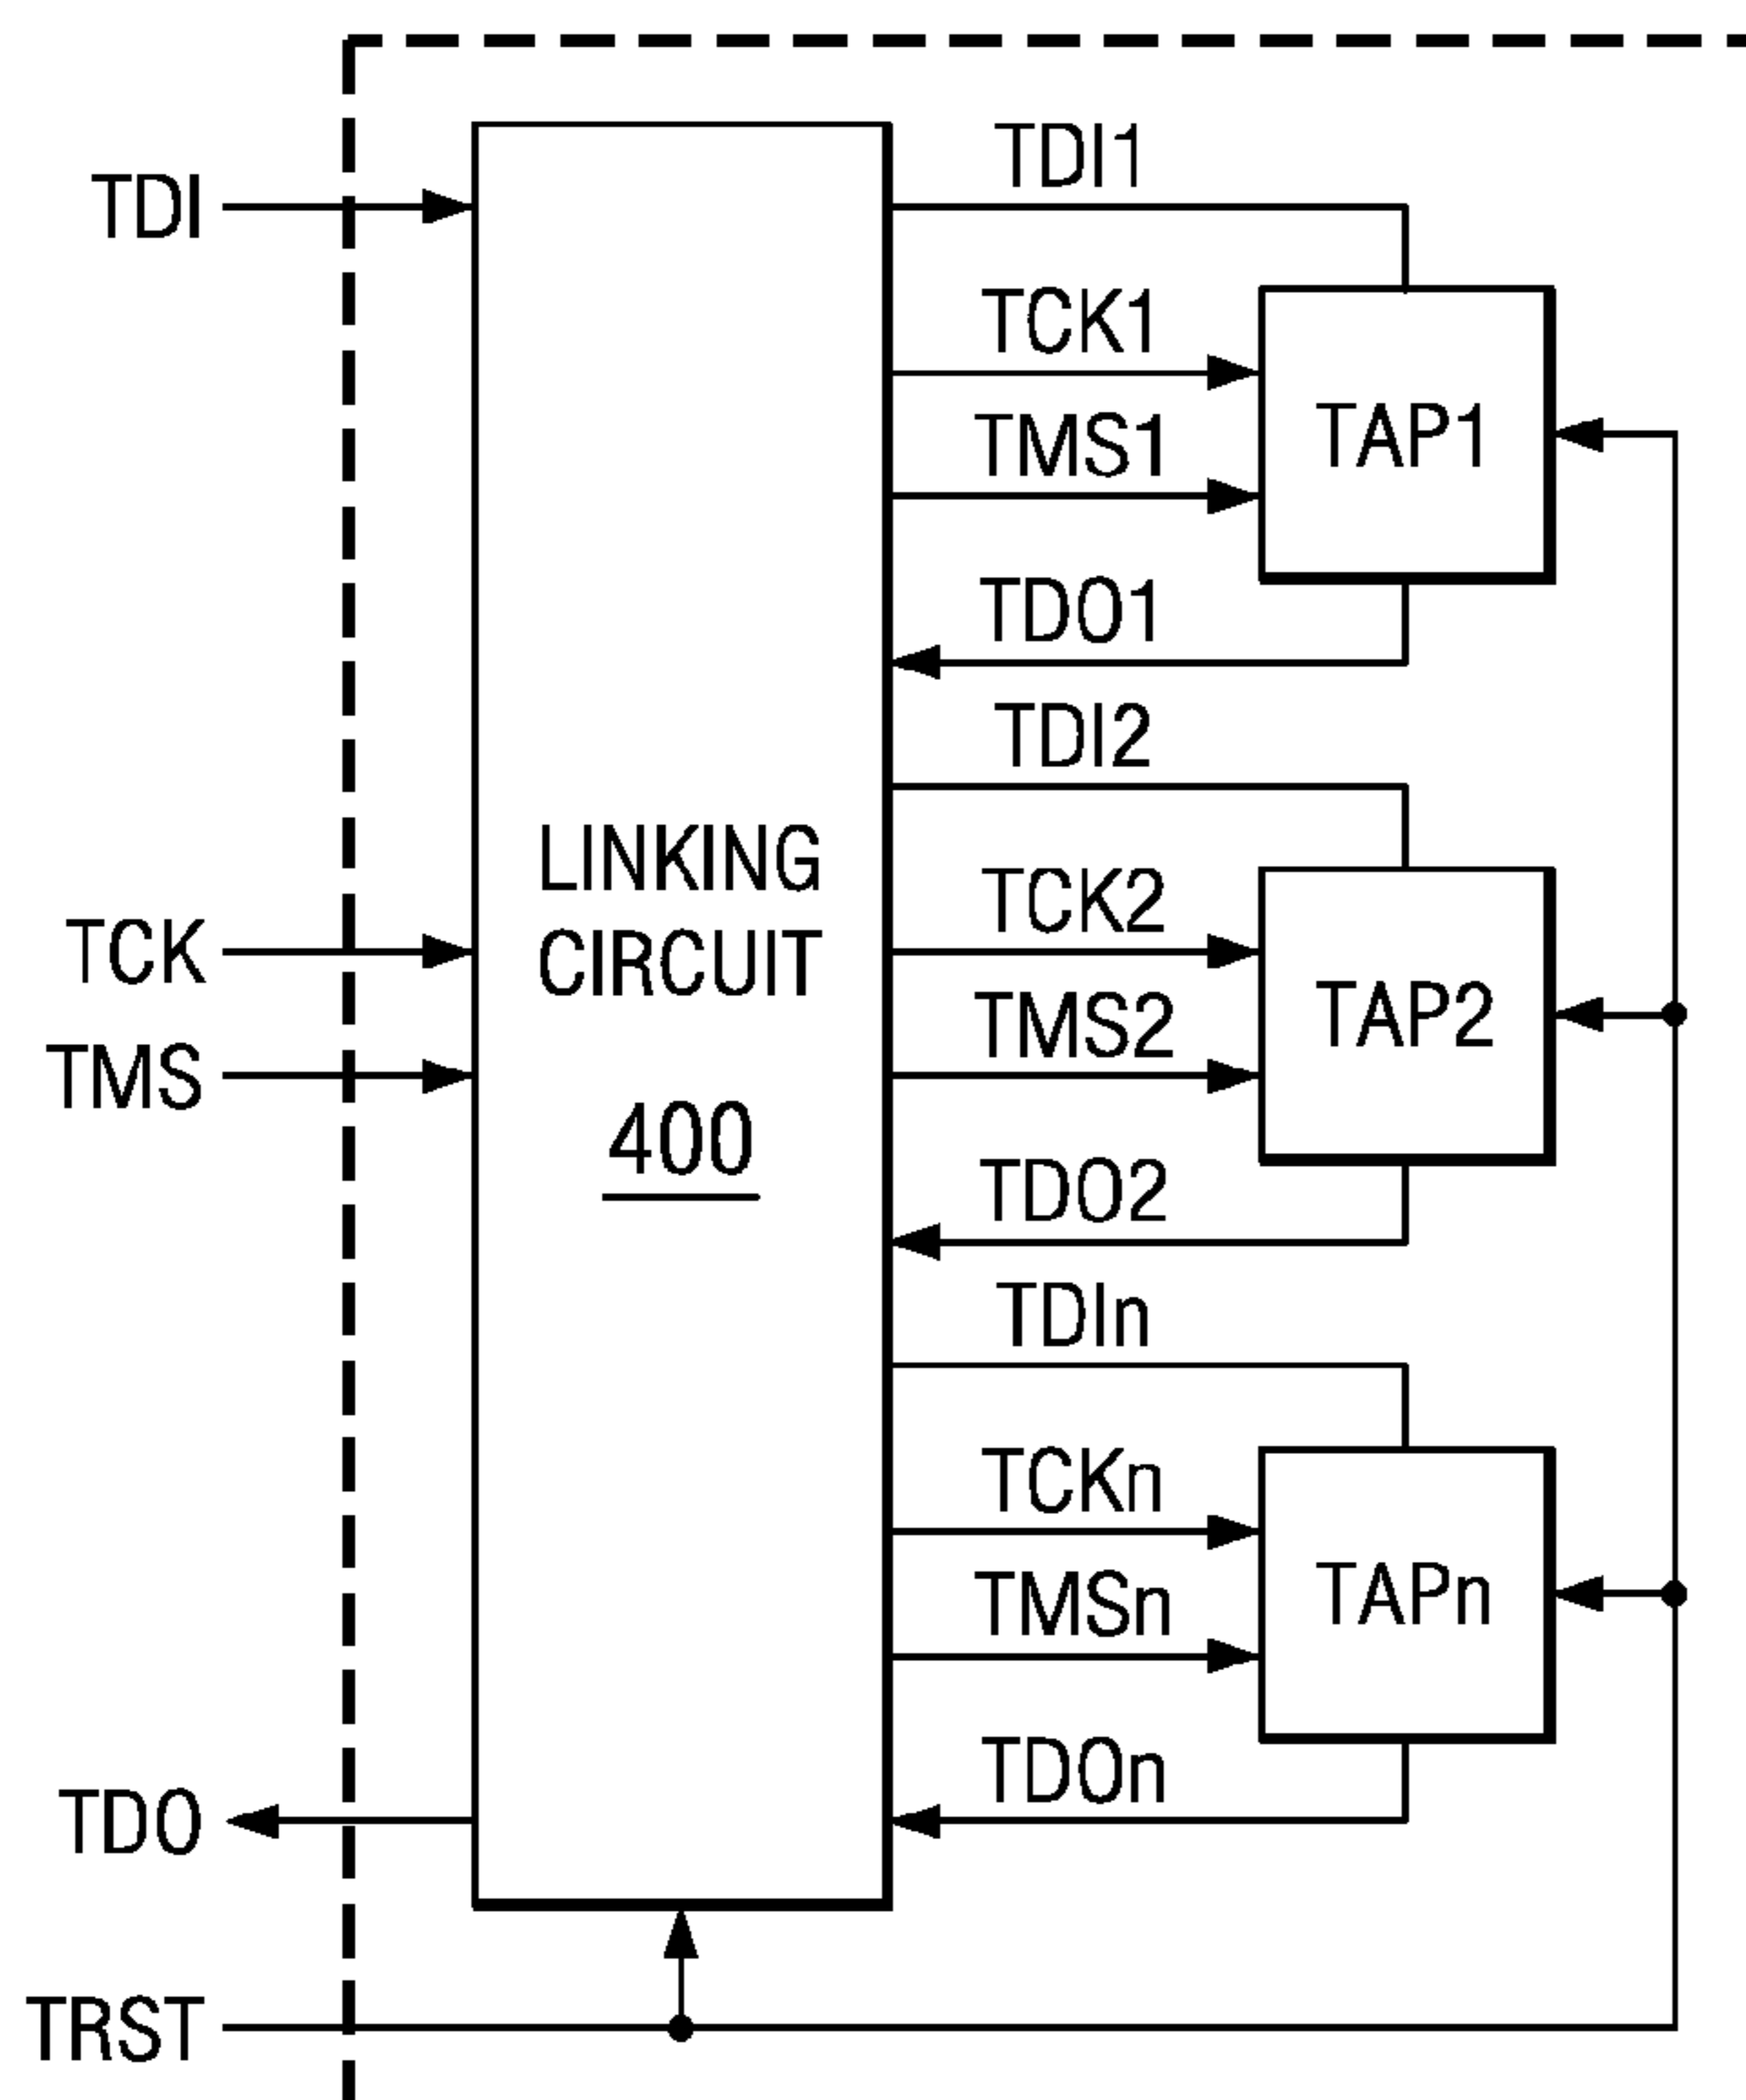 TDI
TCK
TMS
TDO
TRST
LINKING
CIRCUIT
400
TDI1
TCK1
TMS1
TDO1
TAP1
TDI2
TCK2
TMS2
TDO2
TAP2
TDIn
TCKn
TMSn
TDOn
TAPn